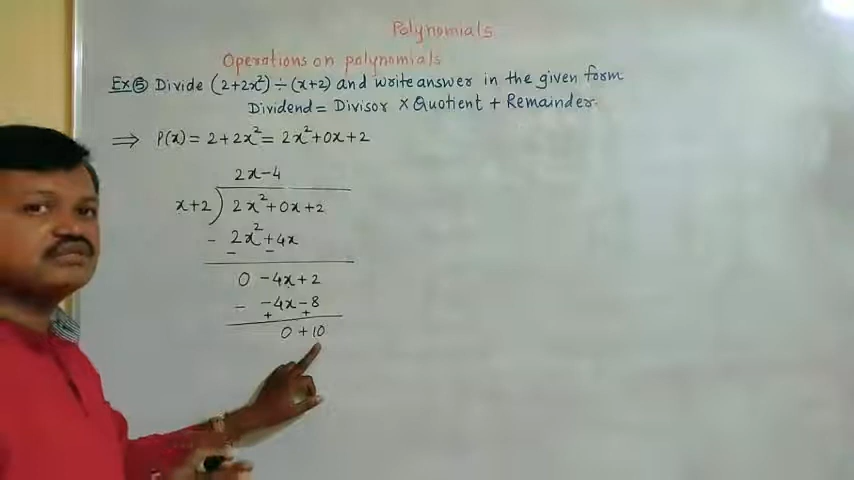 Polynomials
Operations on polynomials
Ex⑤ Divide (2+2x²) ÷ (x+2) and write answer in the given form
Dividend = Divisor × Quotient + Remainder.
⇒ P(x) = 2 + 2x² = 2x² + 0x + 2
2x - 4
x+2 ) 2x² + 0x + 2
- 2x² + 4x
- -
0 - 4x + 2
- -4x - 8
+ +
0 + 10